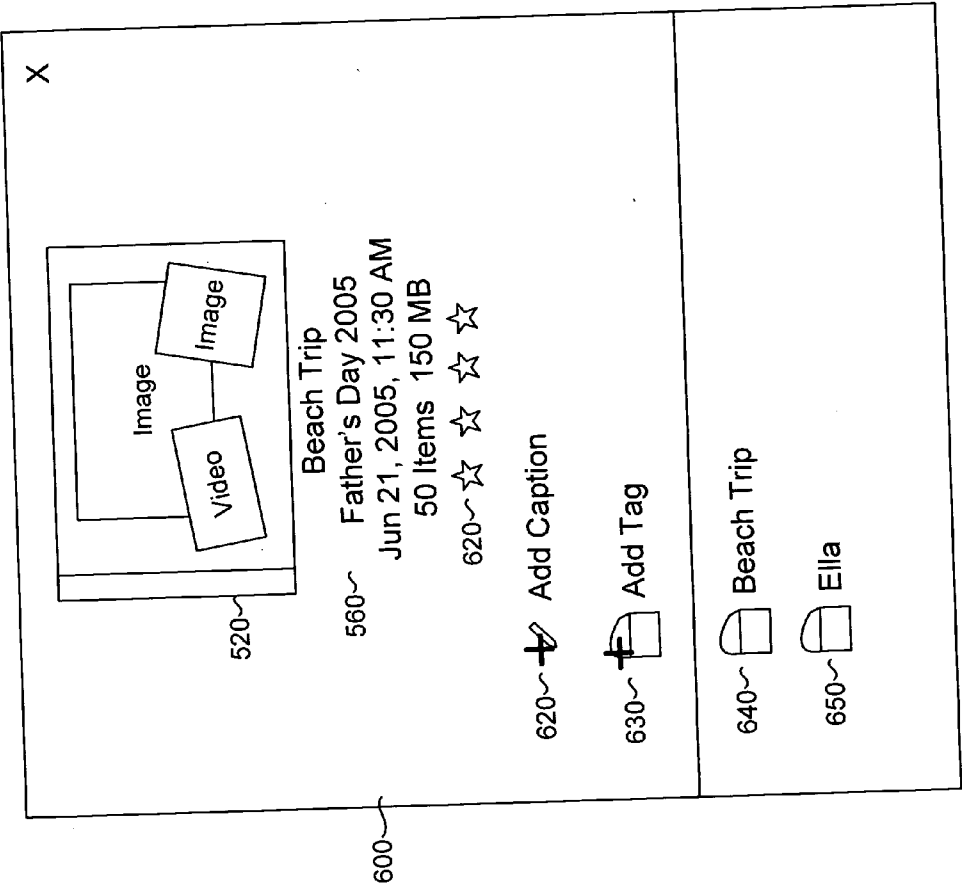 X
Image
Video
Image
520
Beach Trip
560 Father's Day 2005
Jun 21, 2005, 11:30 AM
50 Items 150 MB
620
620 Add Caption
630 Add Tag
640 Beach Trip
650 Ella
600